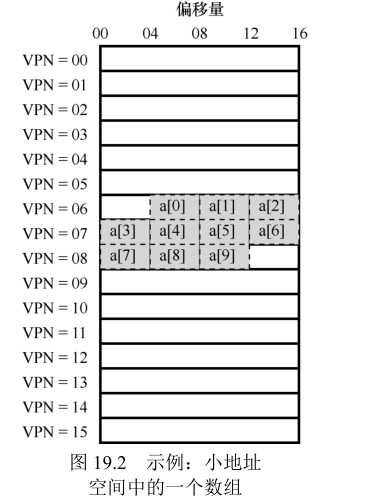 偏移量
00 04 08 12 16
VPN = 00
VPN = 01
VPN = 02
VPN = 03
VPN = 04
VPN = 05
VPN = 06 a[0] a[1] a[2]
VPN = 07 a[3] a[4] a[5] a[6]
VPN = 08 a[7] a[8] a[9]
VPN = 09
VPN = 10
VPN = 11
VPN = 12
VPN = 13
VPN = 14
VPN = 15
图 19.2 示例：小地址
空间中的一个数组